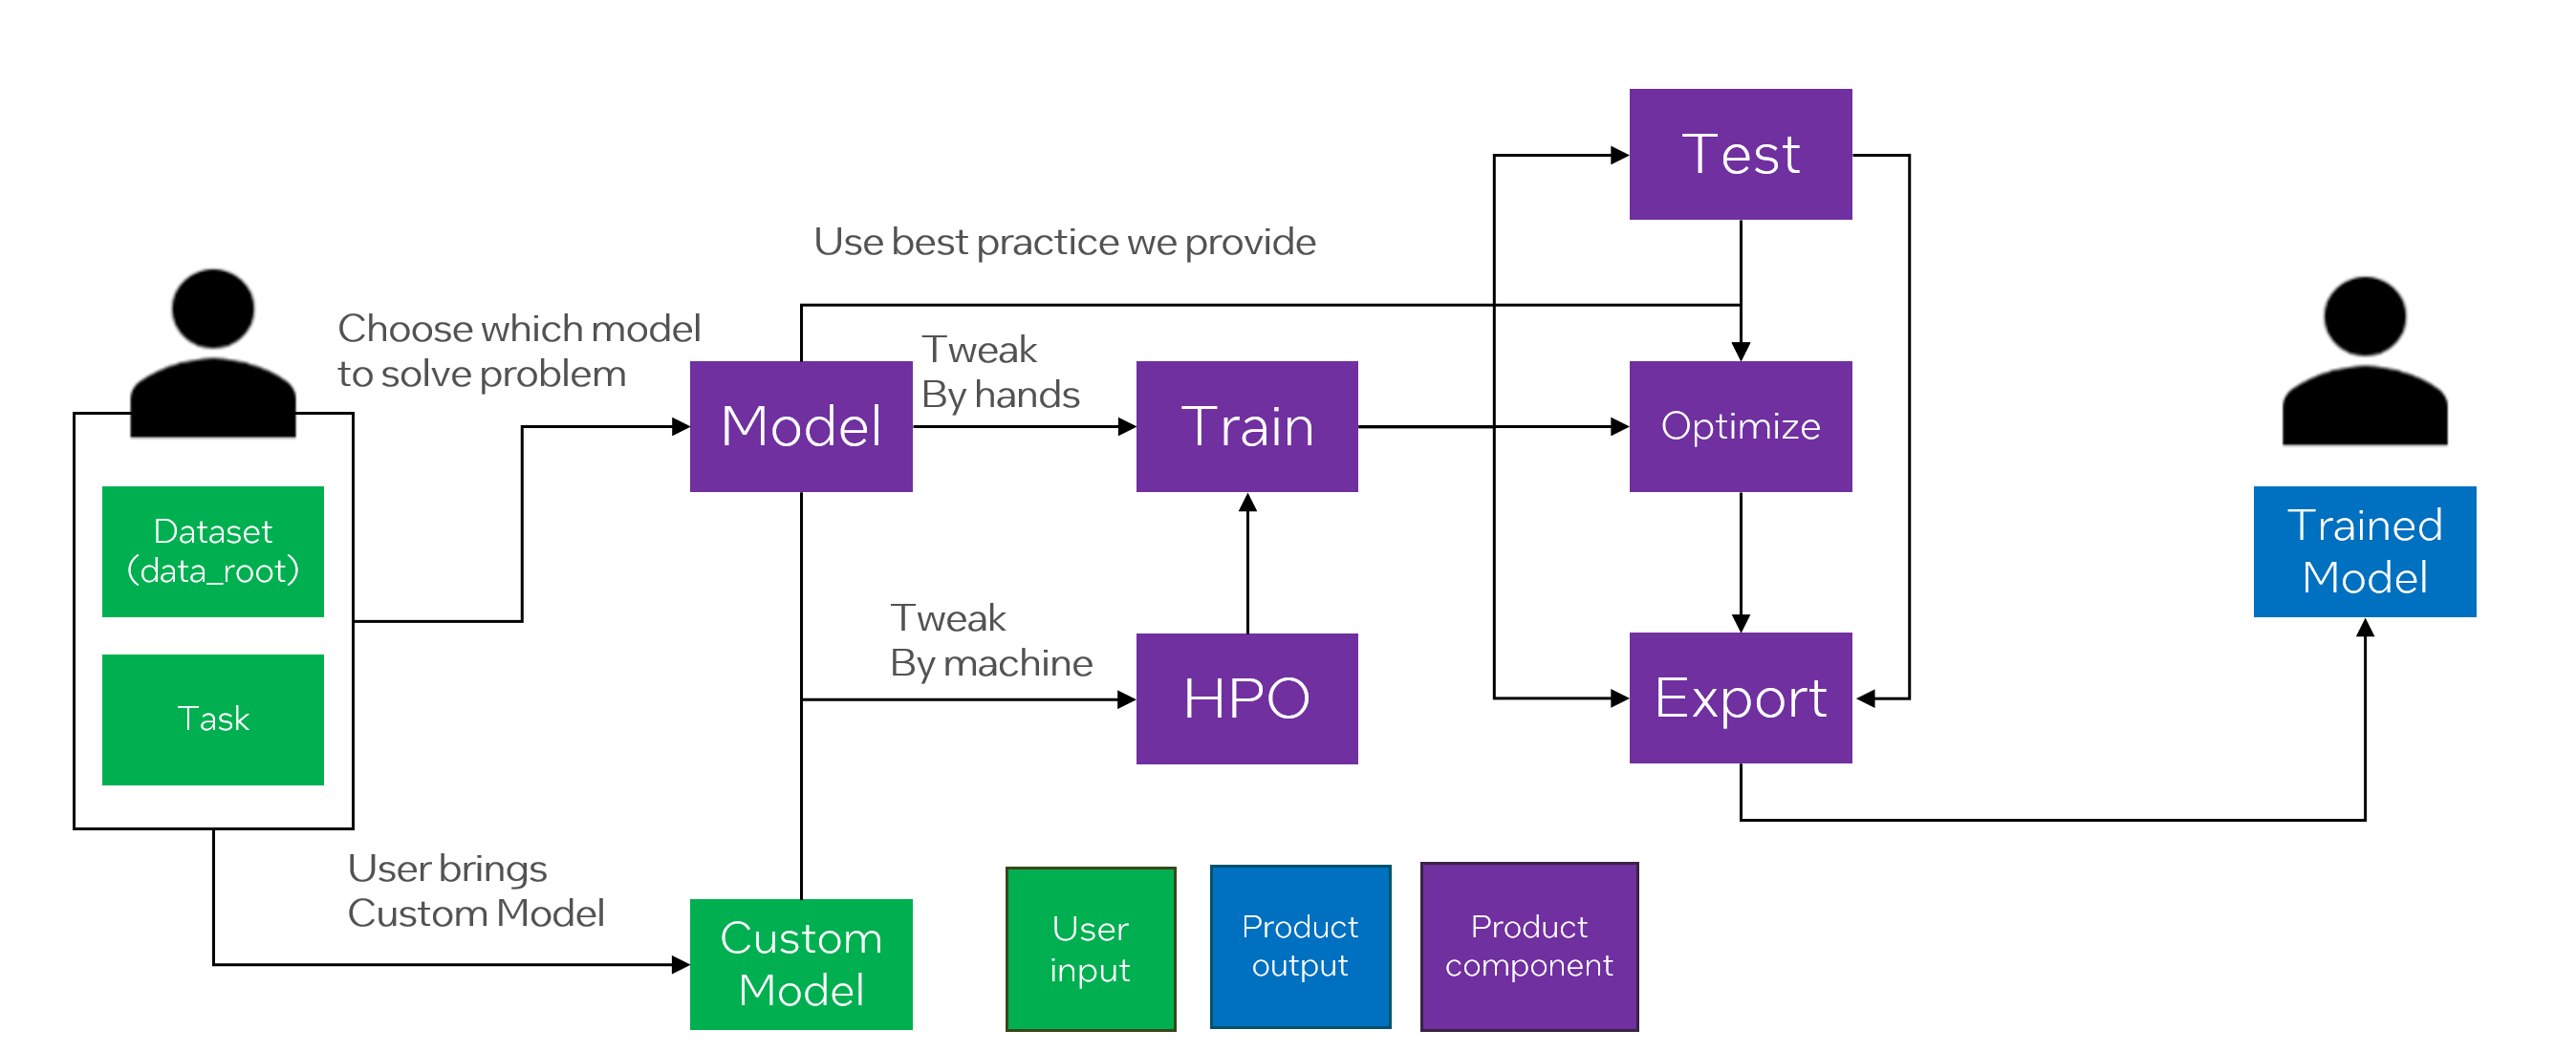 Test
Use best practice we provide
Choose which model
to solve problem
Tweak
By hands
Model
Train
Optimize
Dataset
(data_root)
Trained
Model
Tweak
By machine
HPO
Export
Task
User brings
Custom Model
Custom
Model
User
input
Product
output
Product
component